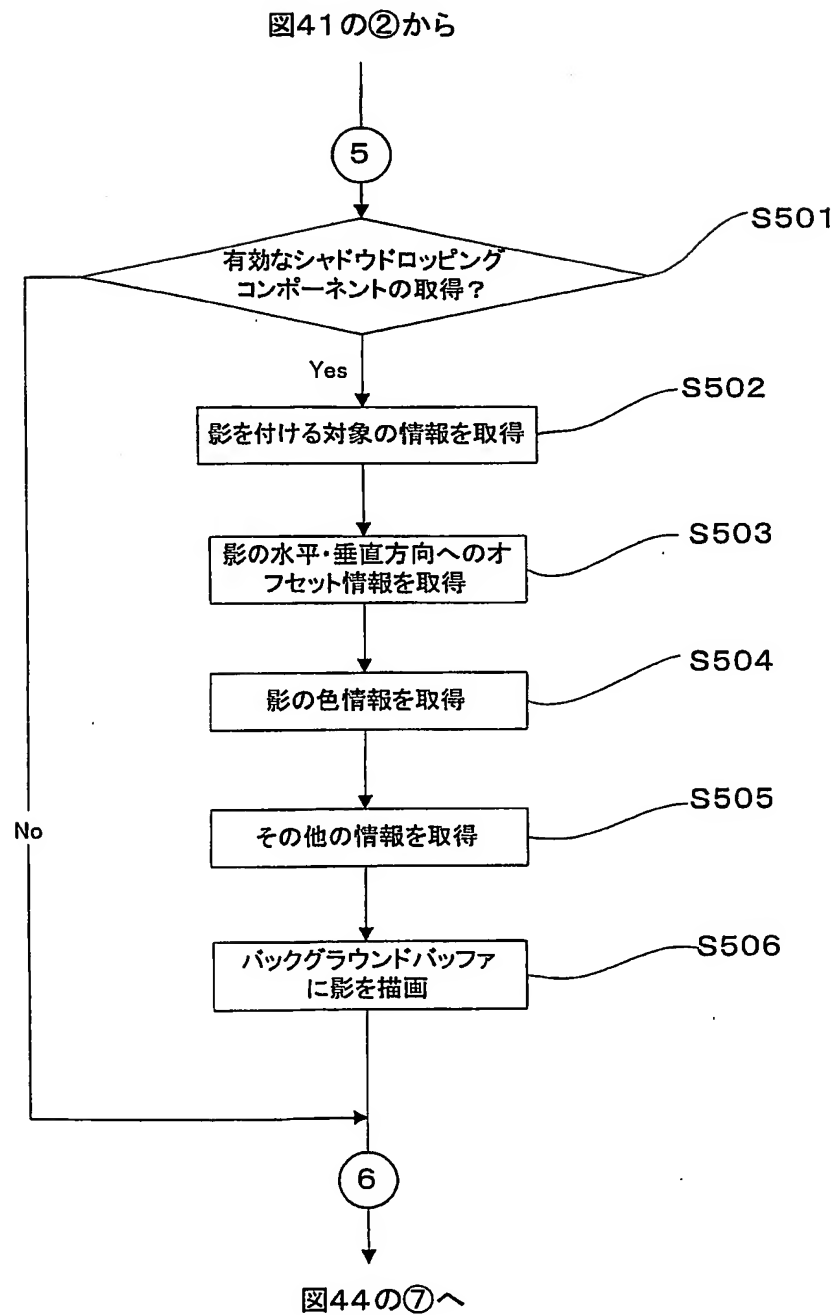 図41の②から
5
S501
有効なシャドウドロッピング
コンポーネントの取得?
Yes
S502
影を付ける対象の情報を取得
S503
影の水平・垂直方向へのオ
フセット情報を取得
S504
影の色情報を取得
S505
No
その他の情報を取得
S506
バックグラウンドバッファ
に影を描画
6
図44の⑦へ